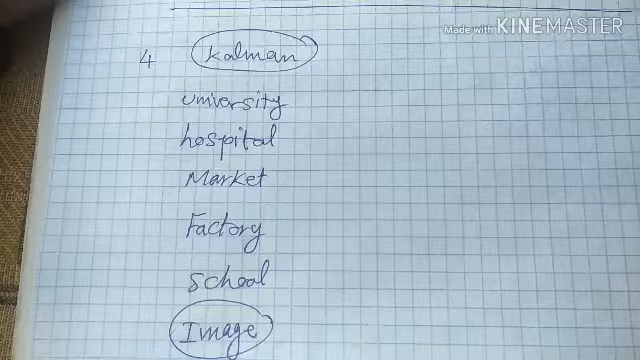 Made with KINEMASTER
4 Kalman
university
hospital
Market
Factory
School
Image